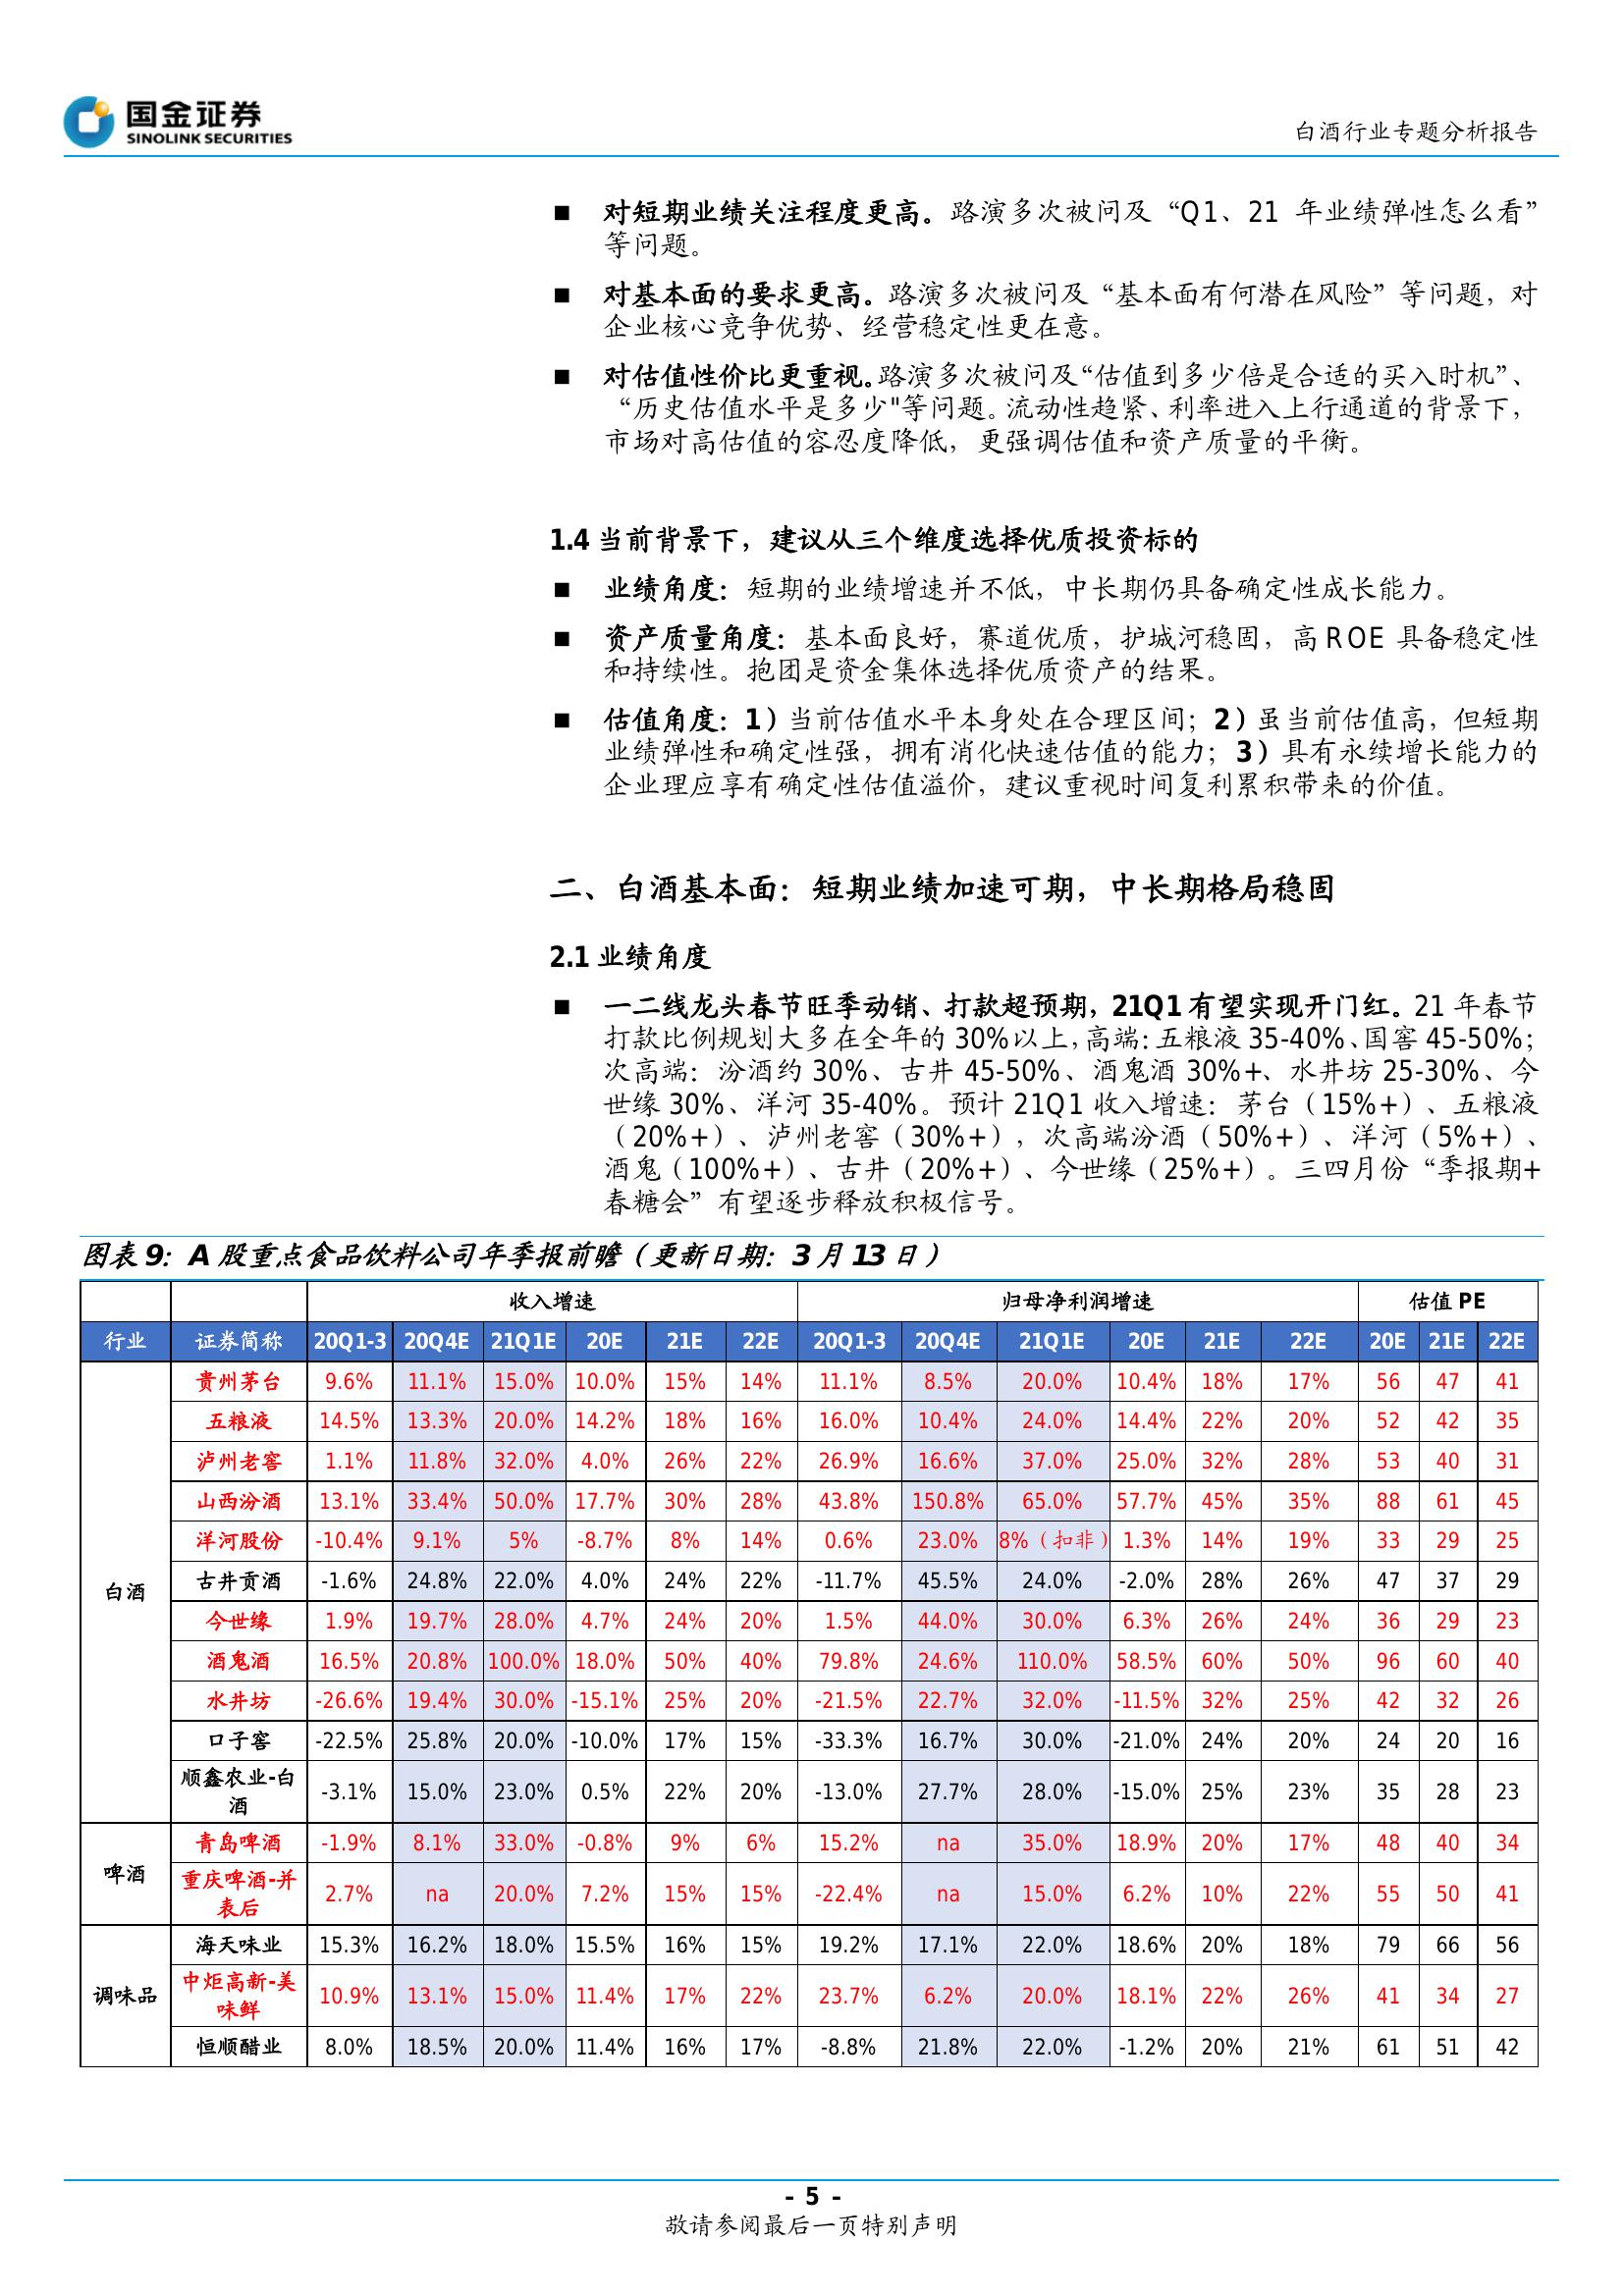 国金证券
SINOLINK SECURITIES
白酒行业专题分析报告
■ 对短期业绩关注程度更高。路演多次被问及“Q1、21 年业绩弹性怎么看”
等问题。
■ 对基本面的要求更高。路演多次被问及“基本面有何潜在风险”等问题，对
企业核心竞争优势、经营稳定性更在意。
■ 对估值性价比更重视。路演多次被问及“估值到多少倍是合适的买入时机”、
“历史估值水平是多少"等问题。流动性趋紧、利率进入上行通道的背景下，
市场对高估值的容忍度降低，更强调估值和资产质量的平衡。
1.4 当前背景下，建议从三个维度选择优质投资标的
■ 业绩角度：短期的业绩增速并不低，中长期仍具备确定性成长能力。
■ 资产质量角度：基本面良好，赛道优质，护城河稳固，高 ROE 具备稳定性
和持续性。抱团是资金集体选择优质资产的结果。
■ 估值角度：1）当前估值水平本身处在合理区间；2）虽当前估值高，但短期
业绩弹性和确定性强，拥有消化快速估值的能力；3）具有永续增长能力的
企业理应享有确定性估值溢价，建议重视时间复利累积带来的价值。
二、白酒基本面：短期业绩加速可期，中长期格局稳固
2.1 业绩角度
■ 一二线龙头春节旺季动销、打款超预期，21Q1 有望实现开门红。21 年春节
打款比例规划大多在全年的 30%以上，高端：五粮液 35-40%、国窖 45-50%；
次高端：汾酒约 30%、古井 45-50%、酒鬼酒 30%+、水井坊 25-30%、今
世缘 30%、洋河 35-40%。预计 21Q1 收入增速：茅台（15%+）、五粮液
（20%+）、泸州老窖（30%+），次高端汾酒（50%+）、洋河（5%+）、
酒鬼（100%+）、古井（20%+）、今世缘（25%+）。三四月份“季报期+
春糖会”有望逐步释放积极信号。
图表 9：A 股重点食品饮料公司年季报前瞻（更新日期：3 月 13 日）
收入增速 归母净利润增速 估值 PE
行业 证券简称 20Q1-3 20Q4E 21Q1E 20E 21E 22E 20Q1-3 20Q4E 21Q1E 20E 21E 22E 20E 21E 22E
贵州茅台 9.6% 11.1% 15.0% 10.0% 15% 14% 11.1% 8.5% 20.0% 10.4% 18% 17% 56 47 41
五粮液 14.5% 13.3% 20.0% 14.2% 18% 16% 16.0% 10.4% 24.0% 14.4% 22% 20% 52 42 35
泸州老窖 1.1% 11.8% 32.0% 4.0% 26% 22% 26.9% 16.6% 37.0% 25.0% 32% 28% 53 40 31
山西汾酒 13.1% 33.4% 50.0% 17.7% 30% 28% 43.8% 150.8% 65.0% 57.7% 45% 35% 88 61 45
洋河股份 -10.4% 9.1% 5% -8.7% 8% 14% 0.6% 23.0% 8%（扣非） 1.3% 14% 19% 33 29 25
白酒 古井贡酒 -1.6% 24.8% 22.0% 4.0% 24% 22% -11.7% 45.5% 24.0% -2.0% 28% 26% 47 37 29
今世缘 1.9% 19.7% 28.0% 4.7% 24% 20% 1.5% 44.0% 30.0% 6.3% 26% 24% 36 29 23
酒鬼酒 16.5% 20.8% 100.0% 18.0% 50% 40% 79.8% 24.6% 110.0% 58.5% 60% 50% 96 60 40
水井坊 -26.6% 19.4% 30.0% -15.1% 25% 20% -21.5% 22.7% 32.0% -11.5% 32% 25% 42 32 26
口子窖 -22.5% 25.8% 20.0% -10.0% 17% 15% -33.3% 16.7% 30.0% -21.0% 24% 20% 24 20 16
顺鑫农业-白
酒 -3.1% 15.0% 23.0% 0.5% 22% 20% -13.0% 27.7% 28.0% -15.0% 25% 23% 35 28 23
啤酒 青岛啤酒 -1.9% 8.1% 33.0% -0.8% 9% 6% 15.2% na 35.0% 18.9% 20% 17% 48 40 34
重庆啤酒-并
表后 2.7% na 20.0% 7.2% 15% 15% -22.4% na 15.0% 6.2% 10% 22% 55 50 41
海天味业 15.3% 16.2% 18.0% 15.5% 16% 15% 19.2% 17.1% 22.0% 18.6% 20% 18% 79 66 56
调味品 中炬高新-美
味鲜 10.9% 13.1% 15.0% 11.4% 17% 22% 23.7% 6.2% 20.0% 18.1% 22% 26% 41 34 27
恒顺醋业 8.0% 18.5% 20.0% 11.4% 16% 17% -8.8% 21.8% 22.0% -1.2% 20% 21% 61 51 42
- 5 -
敬请参阅最后一页特别声明